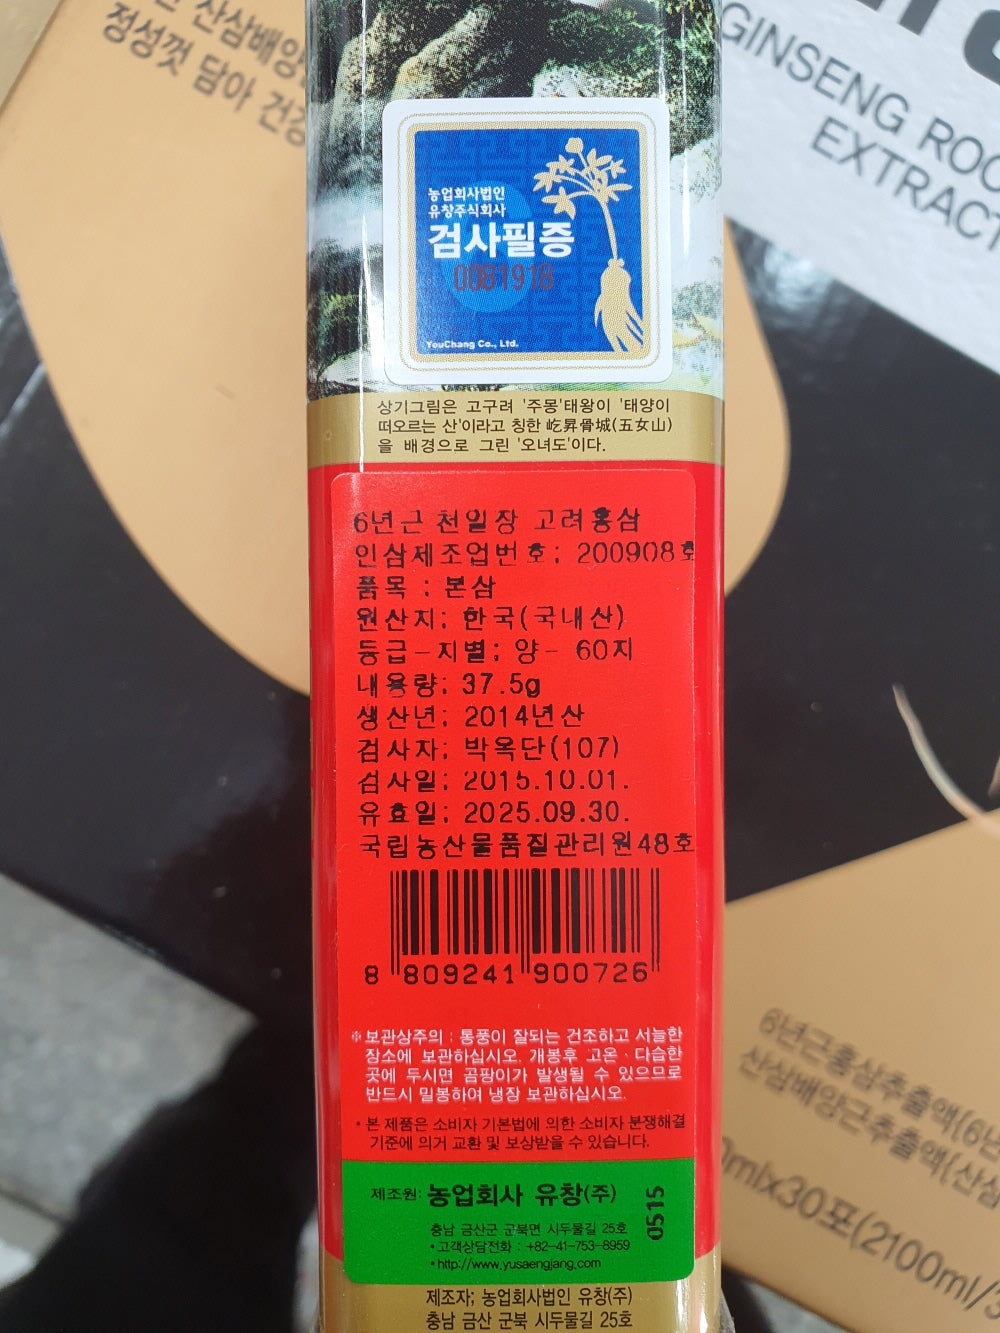 산삼배양
정성껏 담아 건강
GINSENG ROO
EXTRACT
농업회사법인
유창주식회사
검사필증
0081918
YouChang Co., Ltd.
상기그림은 고구려 '주몽'태왕이 '태양이
떠오르는 산'이라고 칭한 屹昇骨城(五女山)
을 배경으로 그린 '오녀도'이다.
6년근 천일장 고려홍삼
인삼제조업번호; 200908호
품목 : 본삼
원산지; 한국(국내산)
등급-지별; 양- 60지
내용량; 37.5g
생산년; 2014년산
검사자; 박옥단(107)
검사일; 2015.10.01.
유효일; 2025.09.30.
국립농산물품질관리원48호
8 809241 900726
※보관상주의 : 통풍이 잘되는 건조하고 서늘한
장소에 보관하십시오. 개봉후 고온·다습한
곳에 두시면 곰팡이가 발생될 수 있으므로
반드시 밀봉하여 냉장 보관하십시오.
•본 제품은 소비자 기본법에 의한 소비자 분쟁해결
기준에 의거 교환 및 보상받을 수 있습니다.
제조원: 농업회사 유창(주)
충남 금산군 군북면 시두물길 25호
•고객상담전화 : +82-41-753-8959
•http://www.yusaengjang.com
0515
제조자; 농업회사법인 유창(주)
충남 금산 군북 시두물길 25호
6년근홍삼추출액(6년
산삼배양근추출액(산삼
0mlx30포(2100ml/3